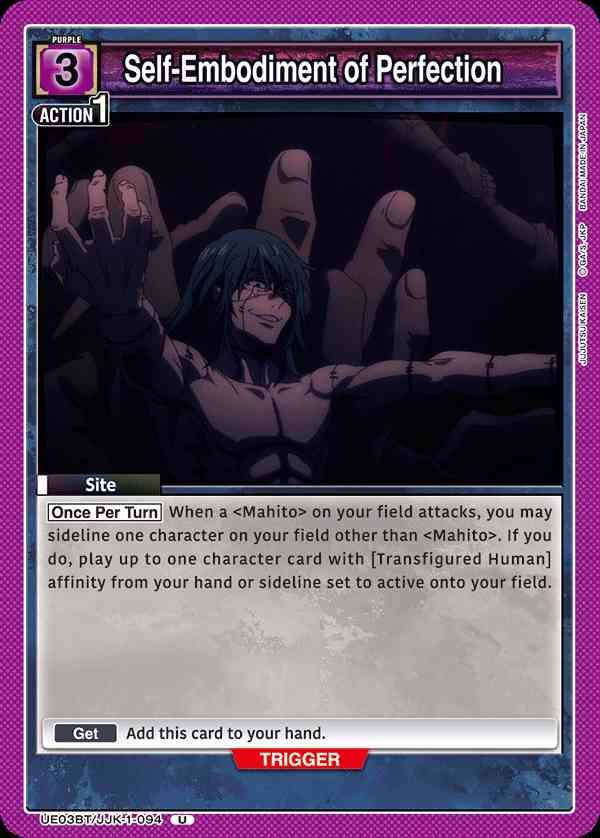 PURPLE
3
Self-Embodiment of Perfection
ACTION 1
JUJUTSU KAISEN ©GA/S,JKP BANDAI MADE IN JAPAN
Site
Once Per Turn When a <Mahito> on your field attacks, you may
sideline one character on your field other than <Mahito>. If you
do, play up to one character card with [Transfigured Human]
affinity from your hand or sideline set to active onto your field.
Get Add this card to your hand.
TRIGGER
UE03BT/JJK-1-094 U